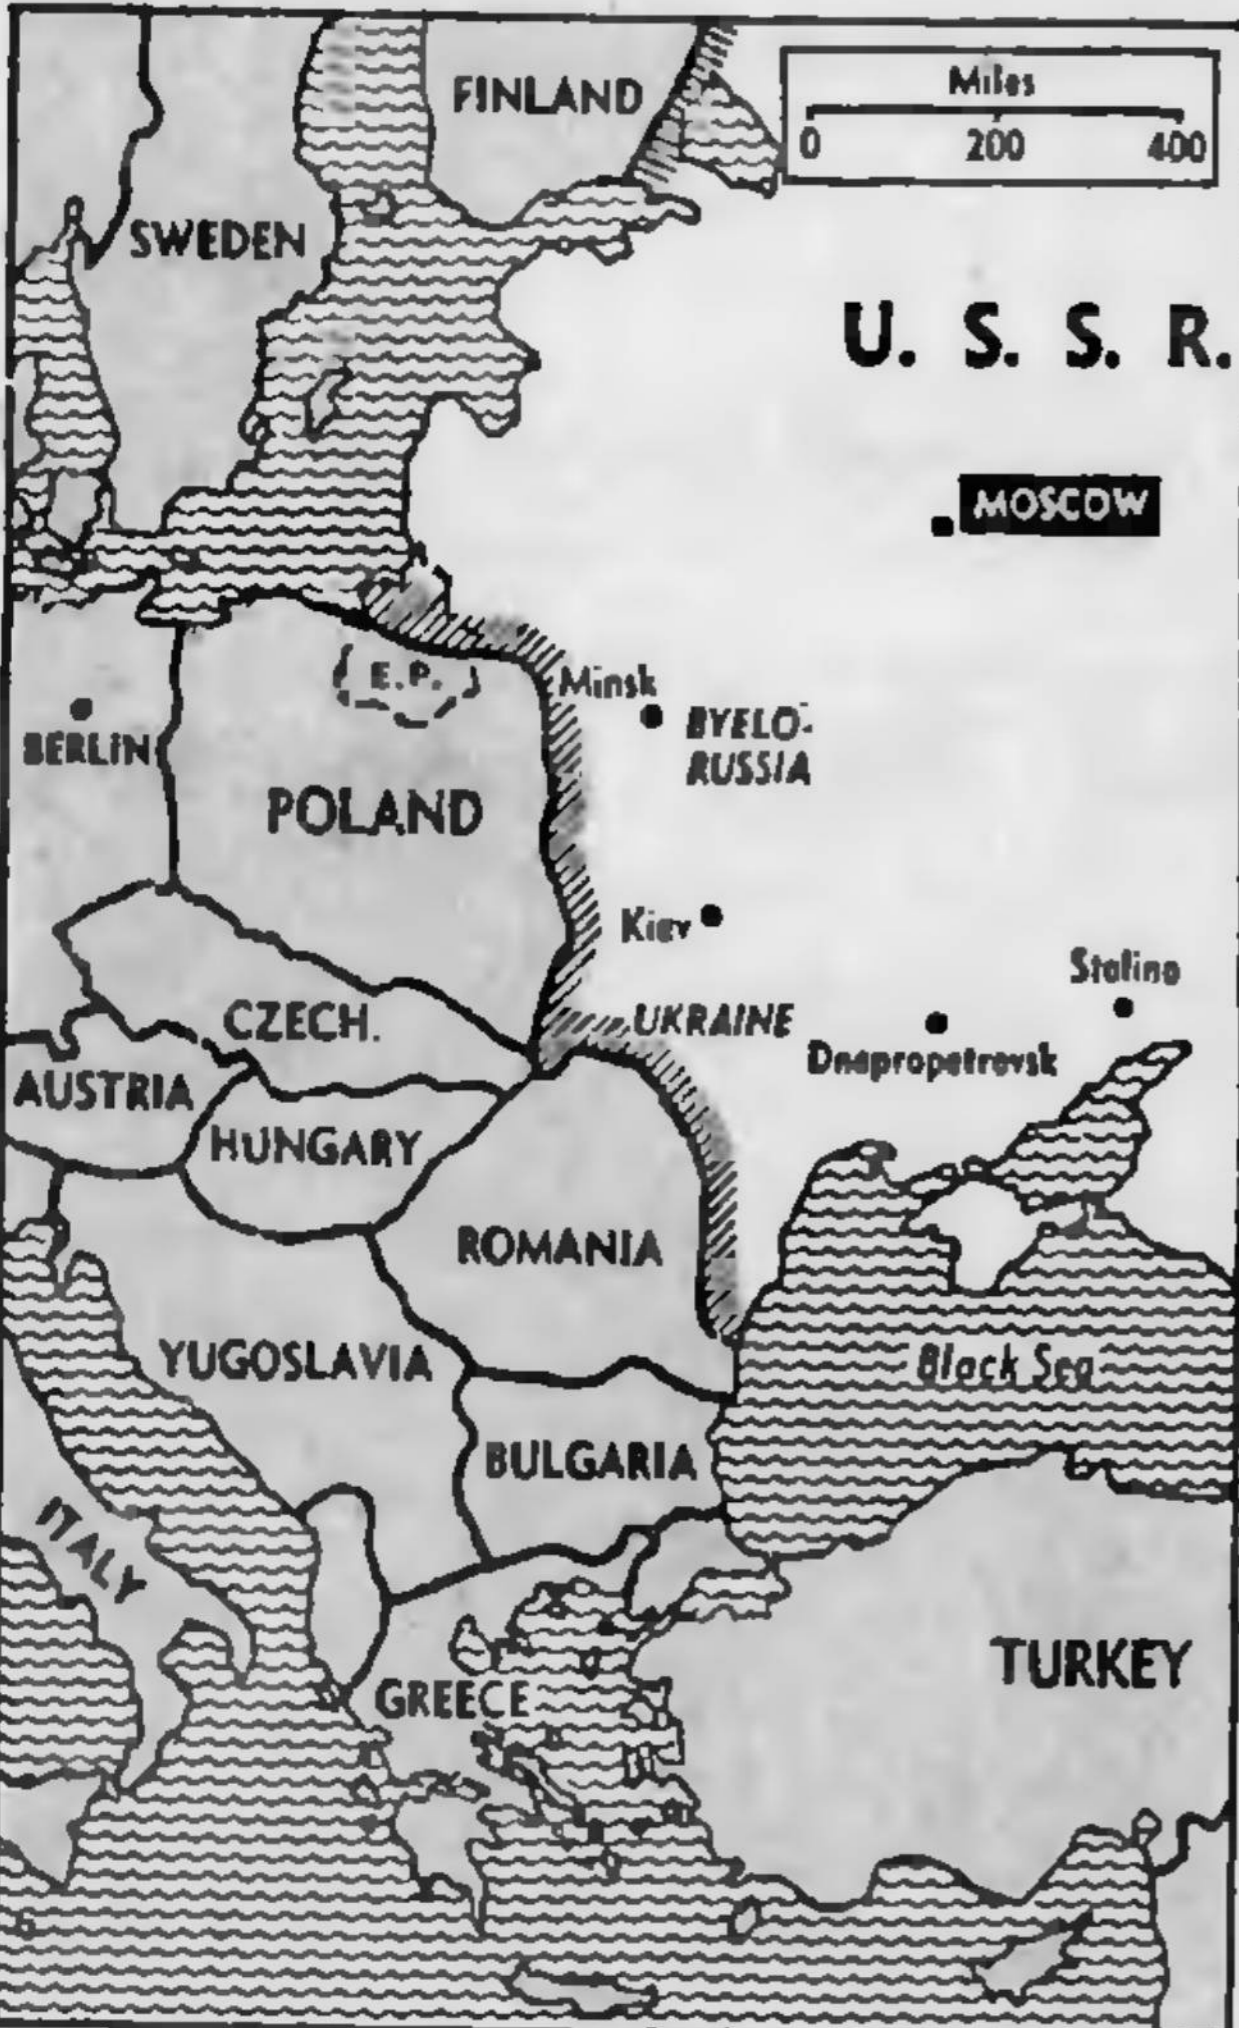 FINLAND
Miles
0 200 400
SWEDEN
U. S. S. R.
MOSCOW
E.P.
Minsk
BYELO-
RUSSIA
BERLIN
POLAND
Kiev
Stalino
CZECH.
UKRAINE
Dnepropetrovsk
AUSTRIA
HUNGARY
ROMANIA
YUGOSLAVIA
Black Sea
BULGARIA
ITALY
TURKEY
GREECE